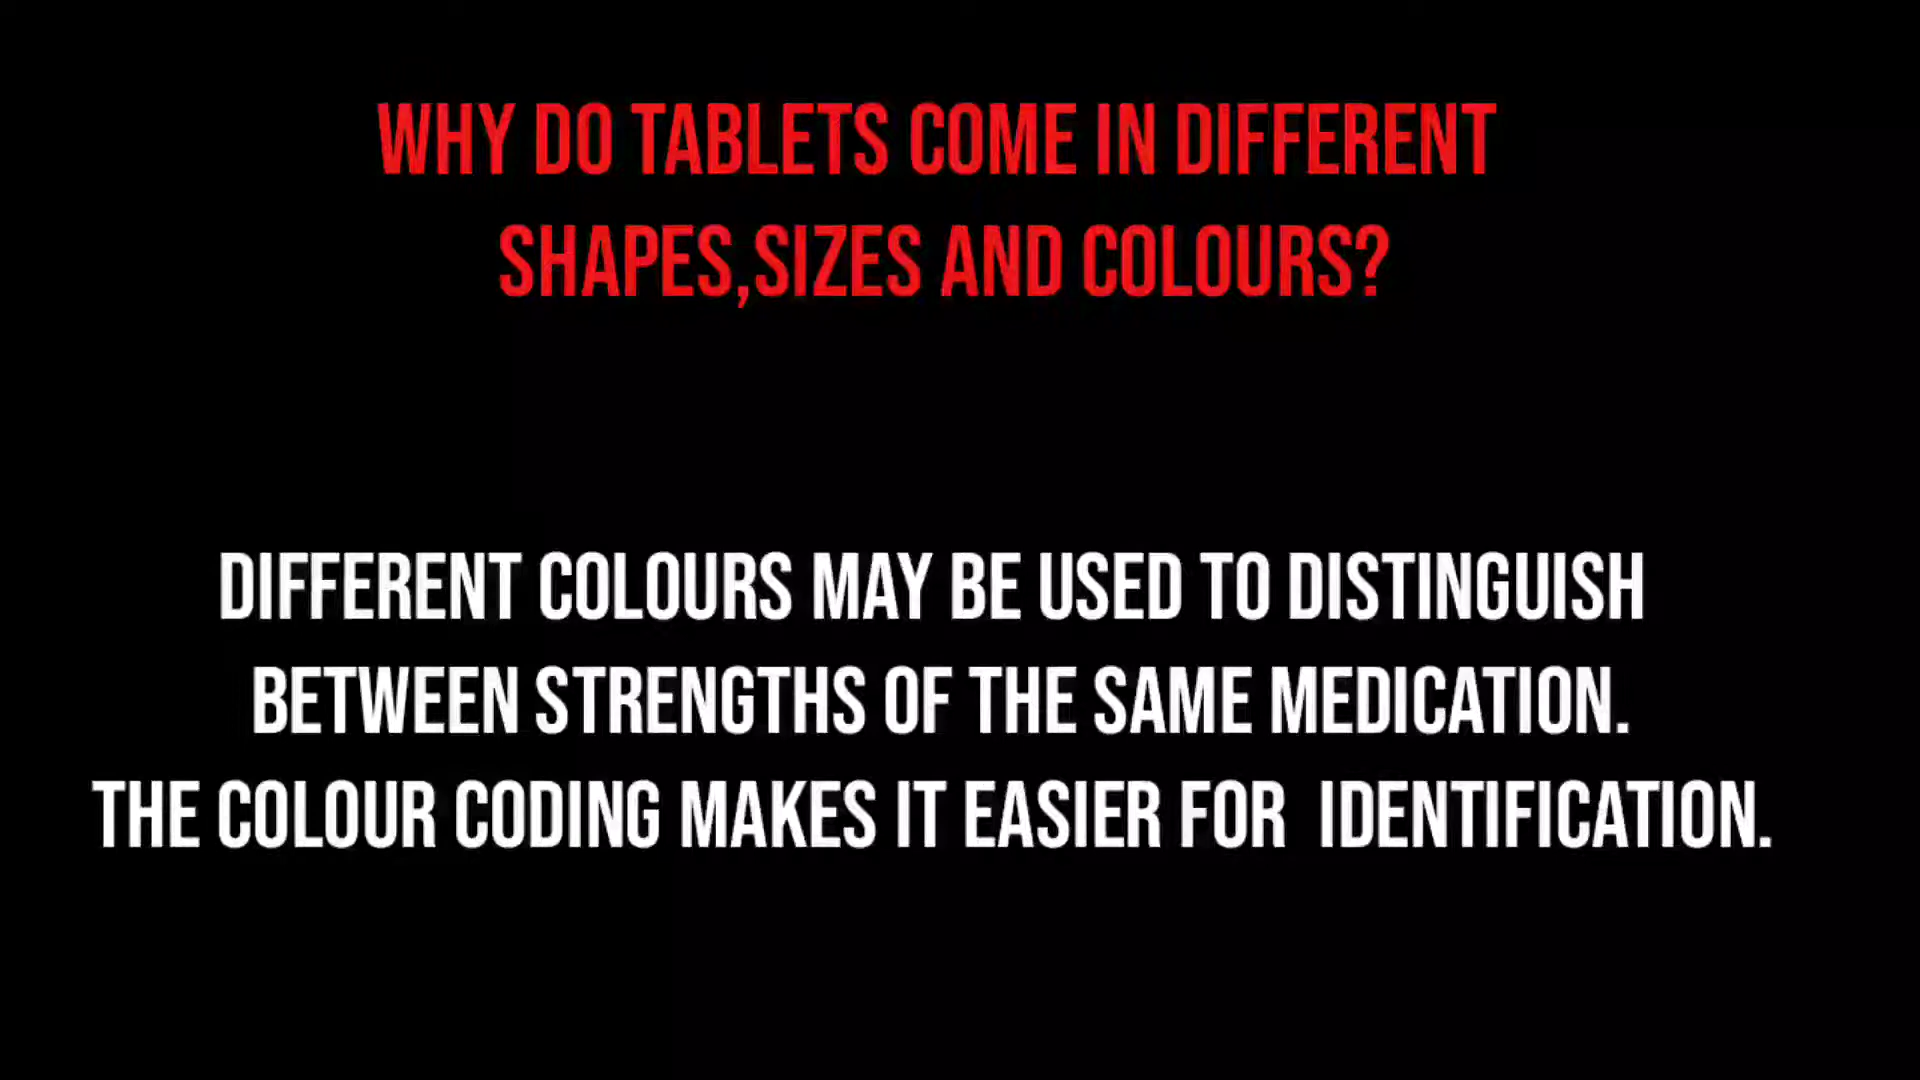 WHY DO TABLETS COME IN DIFFERENT
SHAPES,SIZES AND COLOURS?
DIFFERENT COLOURS MAY BE USED TO DISTINGUISH
BETWEEN STRENGTHS OF THE SAME MEDICATION.
THE COLOUR CODING MAKES IT EASIER FOR  IDENTIFICATION.